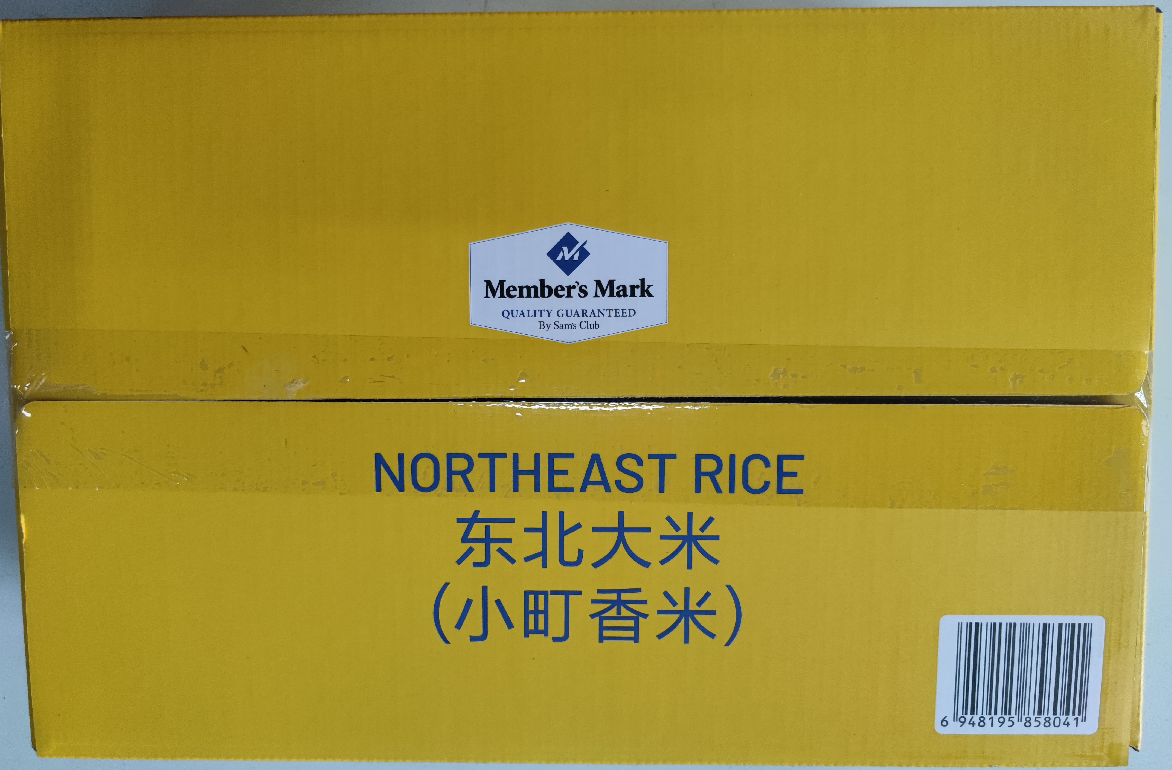 Member's Mark
QUALITY GUARANTEED
By Sam's Club
NORTHEAST RICE
东北大米
(小町香米)
6 948195 858041